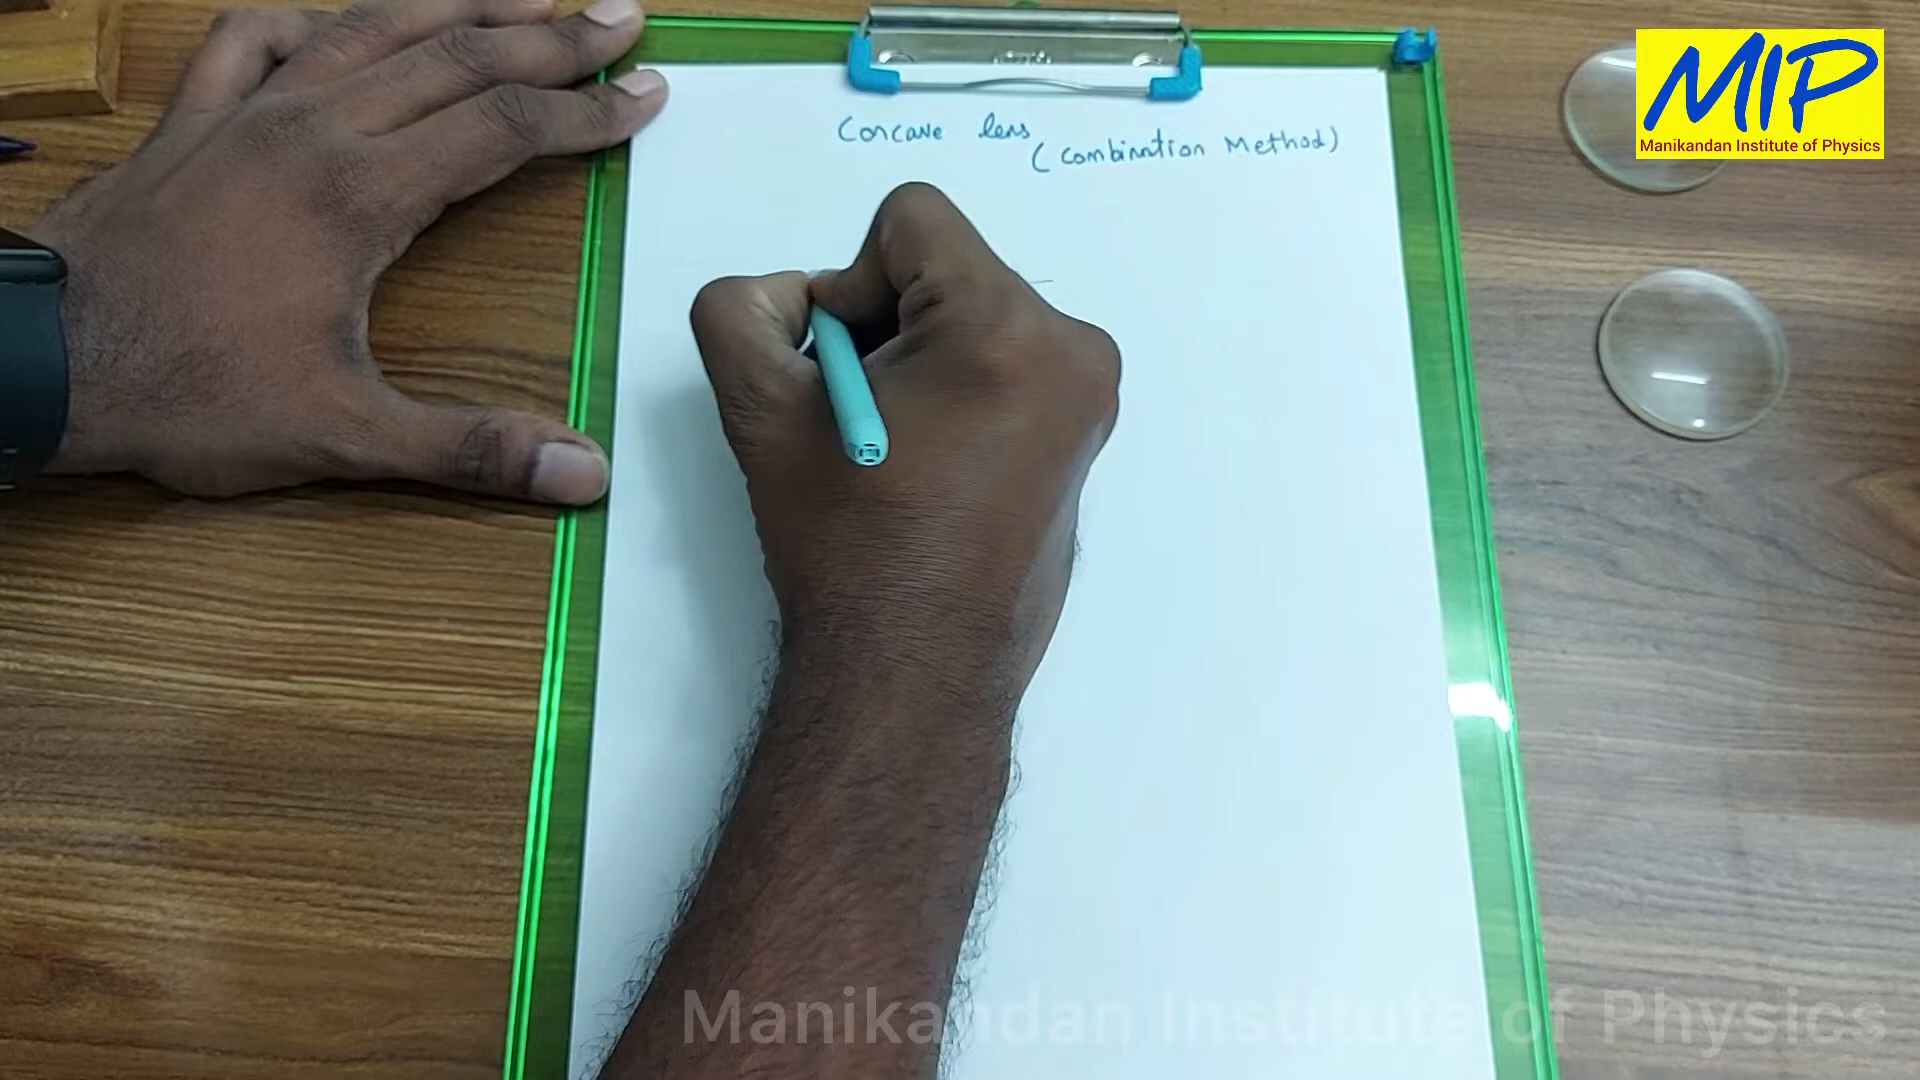 Concave lens
(Combination Method)
MIP
Manikandan Institute of Physics
Manikandan Institute of Physics